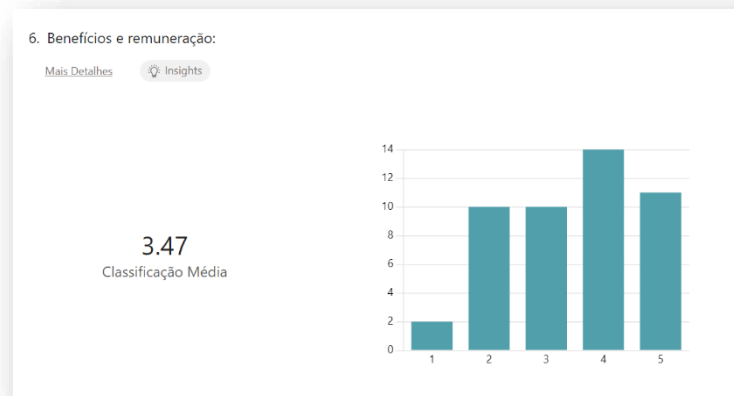 6. Benefícios e remuneração:
Mais Detalhes
Insights
3.47
Classificação Média
14
12
10
8
6
4
2
0
1 2 3 4 5